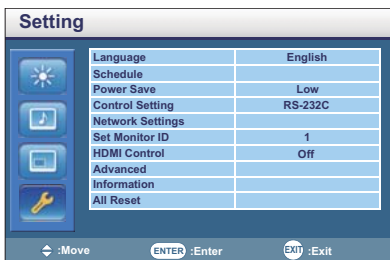 Setting
Language English
Schedule
Power Save Low
Control Setting RS-232C
Network Settings
Set Monitor ID 1
HDMI Control Off
Advanced
Information
All Reset
:Move ENTER :Enter EXIT :Exit